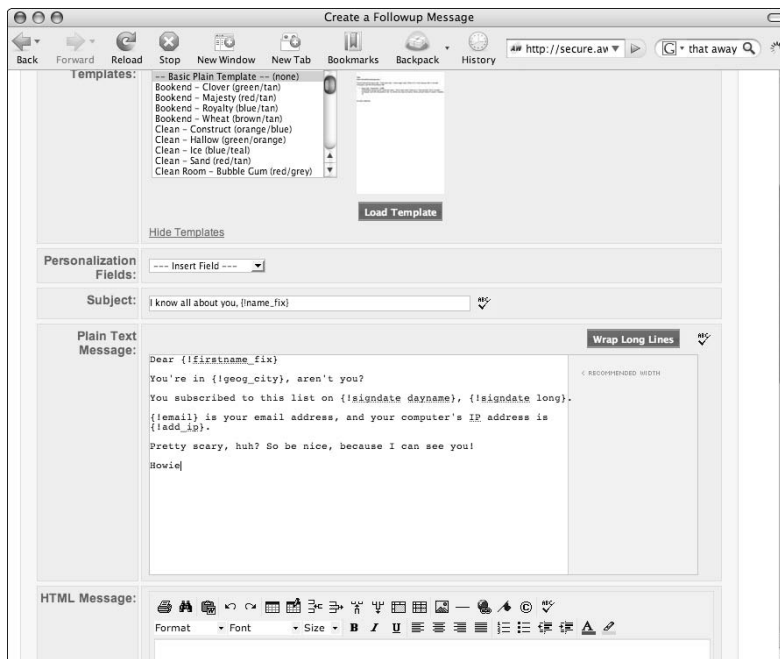 Create a Followup Message
Back Forward Reload Stop New Window New Tab Bookmarks Backpack History http://secure.aw that away
Templates:
-- Basic Plain Template -- (none)
Bookend - Clover (green/tan)
Bookend - Majesty (red/tan)
Bookend - Royalty (blue/tan)
Bookend - Wheat (brown/tan)
Clean - Construct (orange/blue)
Clean - Hallow (green/orange)
Clean - Ice (blue/teal)
Clean - Sand (red/tan)
Clean Room - Bubble Gum (red/grey)
Load Template
Hide Templates
Personalization Fields:
--- Insert Field ---
Subject:
I know all about you, {!name_fix}
ABC
Plain Text Message:
Wrap Long Lines
ABC
Dear {!firstname_fix}
< RECOMMENDED WIDTH
You're in {!geog_city}, aren't you?
You subscribed to this list on {!signdate dayname}, {!signdate long}.
{!email} is your email address, and your computer's IP address is
{!add_ip}.
Pretty scary, huh? So be nice, because I can see you!
Howie
HTML Message:
ABC
Format Font Size B I U A